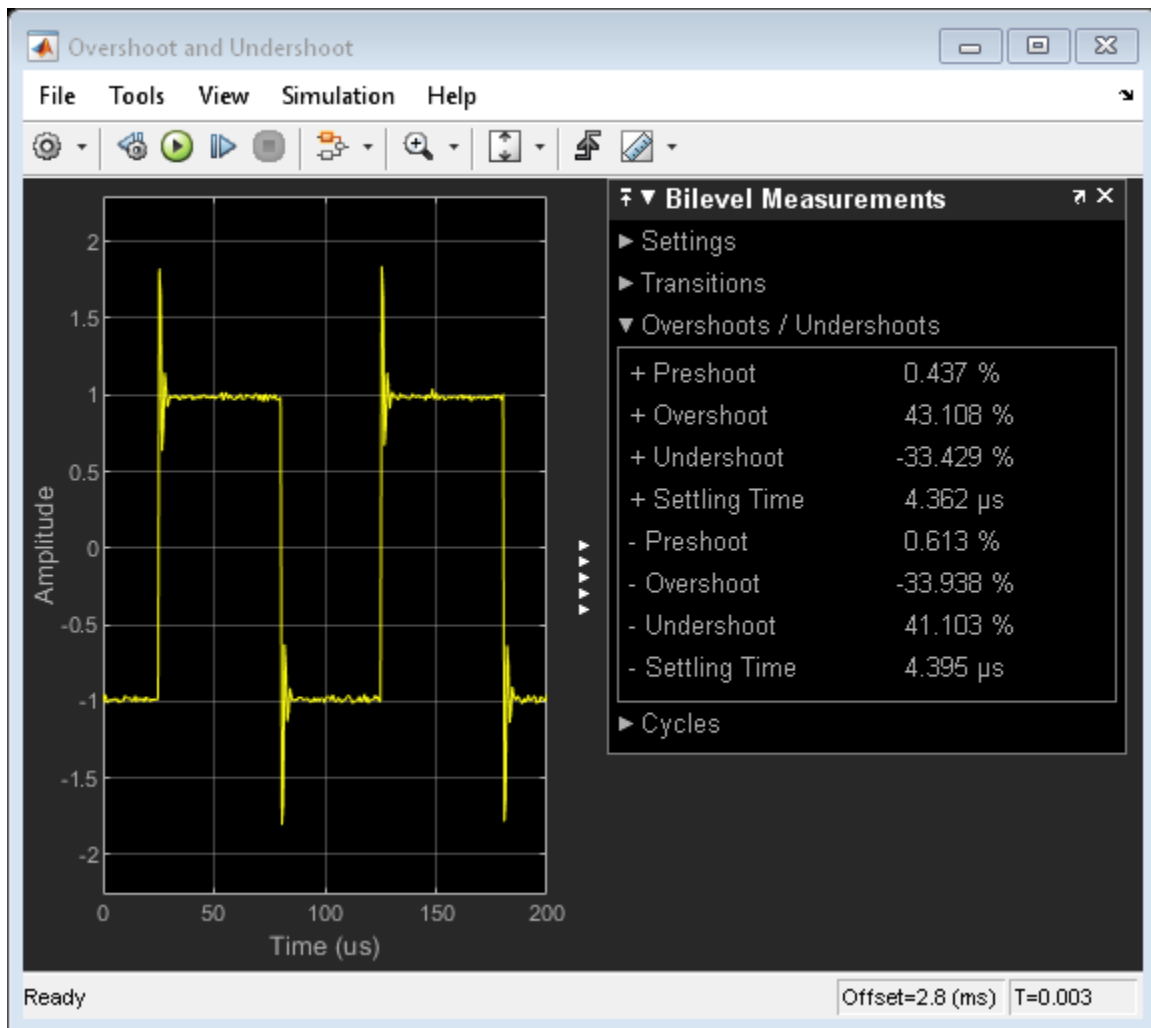 Overshoot and Undershoot
File Tools View Simulation Help
Bilevel Measurements
Settings
Transitions
Overshoots / Undershoots
+ Preshoot 0.437 %
+ Overshoot 43.108 %
+ Undershoot -33.429 %
+ Settling Time 4.362 µs
- Preshoot 0.613 %
- Overshoot -33.938 %
- Undershoot 41.103 %
- Settling Time 4.395 µs
Cycles
Amplitude
2
1.5
1
0.5
0
-0.5
-1
-1.5
-2
0 50 100 150 200
Time (us)
Ready Offset=2.8 (ms) T=0.003